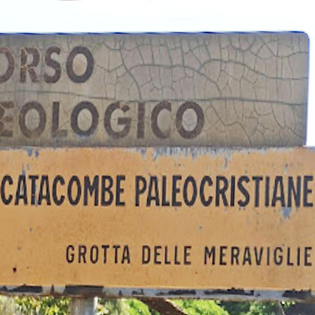 ORSO
EOLOGICO
CATACOMBE PALEOCRISTIANE
GROTTA DELLE MERAVIGLIE